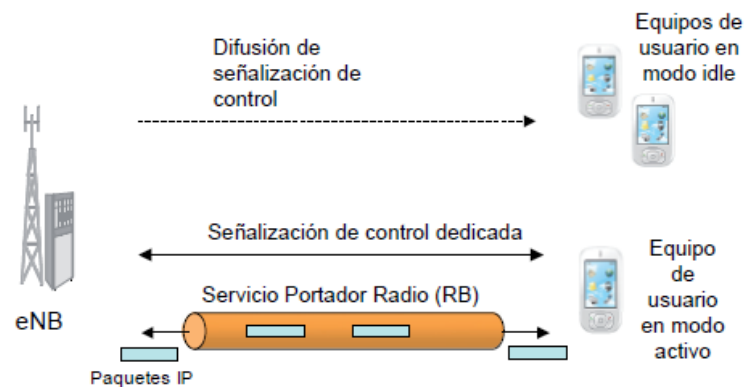 Difusión de
señalización de
control
Equipos de
usuario en
modo idle
Señalización de control dedicada
Servicio Portador Radio (RB)
eNB
Paquetes IP
Equipo
de
usuario
en modo
activo